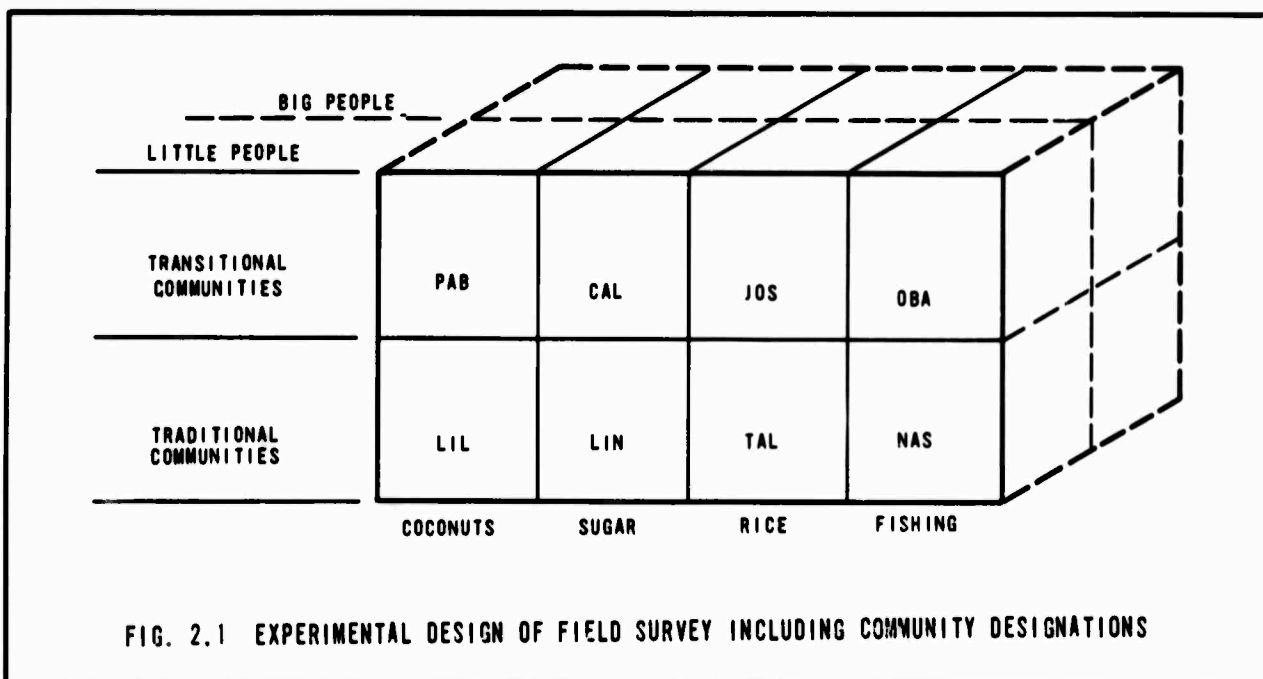 BIG PEOPLE
LITTLE PEOPLE
TRANSITIONAL
COMMUNITIES
PAB CAL JOS OBA
TRADITIONAL
COMMUNITIES
LIL LIN TAL NAS
COCONUTS SUGAR RICE FISHING
FIG. 2.1 EXPERIMENTAL DESIGN OF FIELD SURVEY INCLUDING COMMUNITY DESIGNATIONS